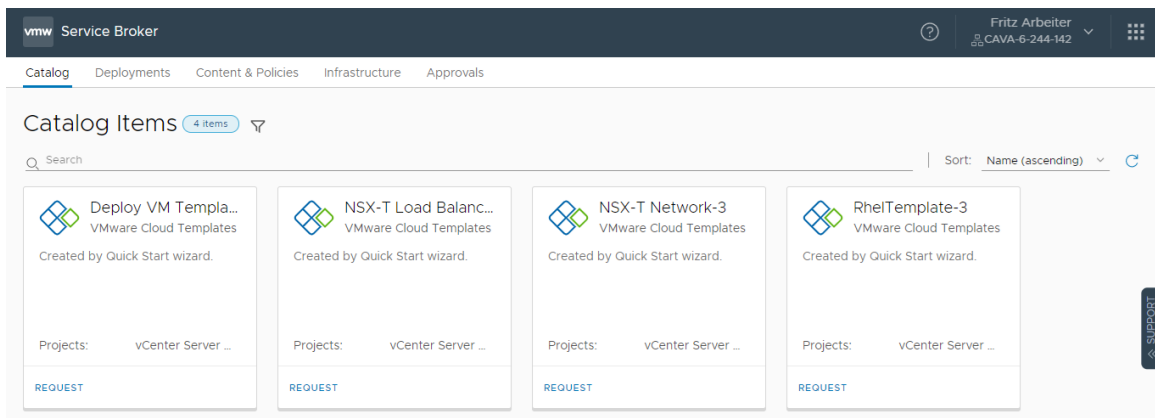 vmw Service Broker
Fritz Arbeiter
CAVA-6-244-142
Catalog Deployments Content & Policies Infrastructure Approvals
Catalog Items 4 items
Search
Sort: Name (ascending)
Deploy VM Templa...
VMware Cloud Templates
Created by Quick Start wizard.
Projects: vCenter Server ...
REQUEST
NSX-T Load Balanc...
VMware Cloud Templates
Created by Quick Start wizard.
Projects: vCenter Server ...
REQUEST
NSX-T Network-3
VMware Cloud Templates
Created by Quick Start wizard.
Projects: vCenter Server ...
REQUEST
RhelTemplate-3
VMware Cloud Templates
Created by Quick Start wizard.
Projects: vCenter Server ...
REQUEST
SUPPORT